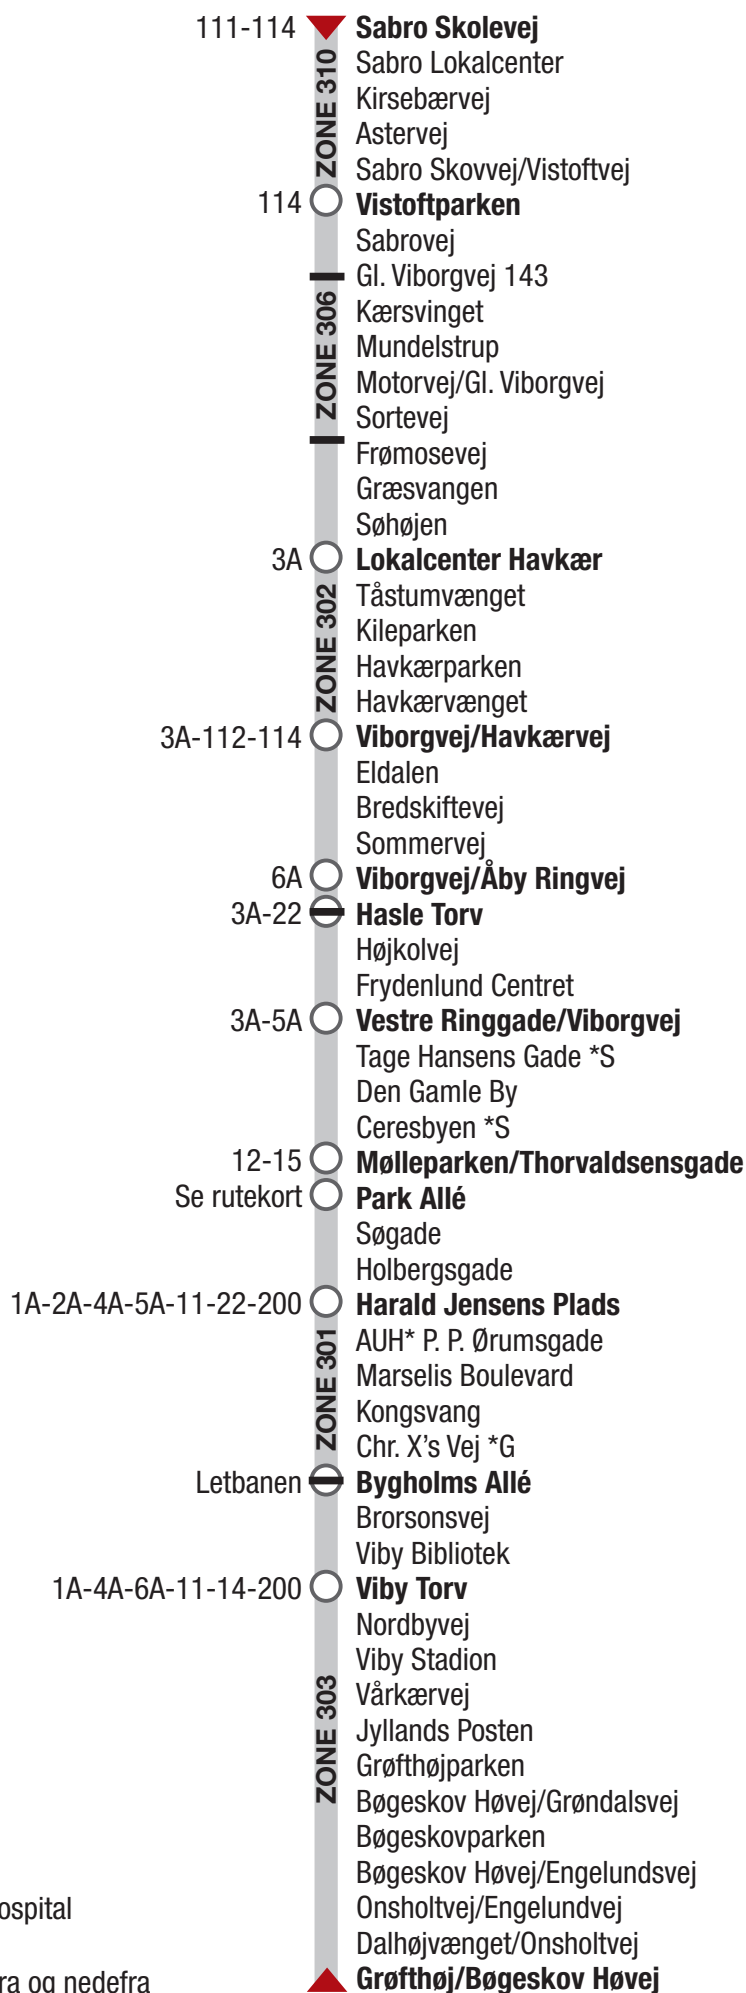 111-114 Sabro Skolevej
ZONE 310
Sabro Lokalcenter
Kirsebærvej
Astervej
Sabro Skovvej/Vistoftvej
114 Vistoftparken
Sabrovej
Gl. Viborgvej 143
ZONE 306
Kærsvinget
Mundelstrup
Motorvej/Gl. Viborgvej
Sortevej
Frømosevej
Græsvangen
Søhøjen
3A Lokalcenter Havkær
ZONE 302
Tåstumvænget
Kileparken
Havkærparken
Havkærvænget
3A-112-114 Viborgvej/Havkærvej
Eldalen
Bredskiftevej
Sommervej
6A Viborgvej/Åby Ringvej
3A-22 Hasle Torv
Højkolvej
Frydenlund Centret
3A-5A Vestre Ringgade/Viborgvej
Tage Hansens Gade *S
Den Gamle By
Ceresbyen *S
12-15 Mølleparken/Thorvaldsensgade
Se rutekort Park Allé
Søgade
Holbergsgade
1A-2A-4A-5A-11-22-200 Harald Jensens Plads
ZONE 301
AUH* P. P. Ørumsgade
Marselis Boulevard
Kongsvang
Chr. X's Vej *G
Letbanen Bygholms Allé
Brorsonsvej
Viby Bibliotek
1A-4A-6A-11-14-200 Viby Torv
Nordbyvej
Viby Stadion
ZONE 303
Vårkærvej
Jyllands Posten
Grøfthøjparken
Bøgeskov Høvej/Grøndalsvej
Bøgeskovparken
Bøgeskov Høvej/Engelundsvej
ospital Onsholtvej/Engelundvej
Dalhøjvænget/Onsholtvej
ra og nedefra Grøfthøj/Bøgeskov Høvej